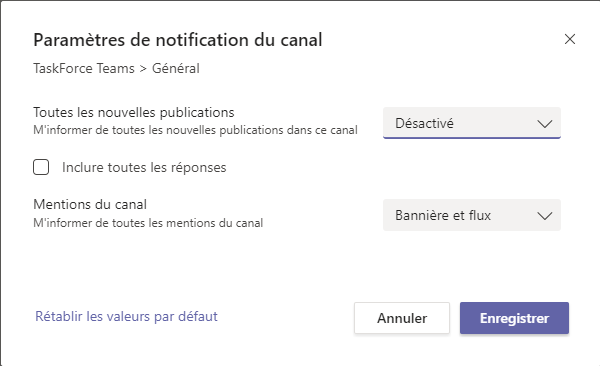 Paramètres de notification du canal
TaskForce Teams > Général
Toutes les nouvelles publications
M'informer de toutes les nouvelles publications dans ce canal
Désactivé
Inclure toutes les réponses
Mentions du canal
M'informer de toutes les mentions du canal
Bannière et flux
Rétablir les valeurs par défaut
Annuler
Enregistrer